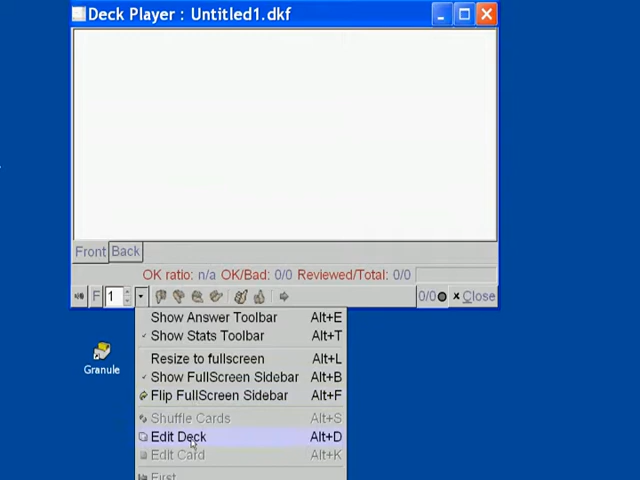 Deck Player : Untitled1.dkf
Front Back
OK ratio: n/a OK/Bad: 0/0 Reviewed/Total: 0/0
F 1 0/0 Close
Show Answer Toolbar Alt+E
Show Stats Toolbar Alt+T
Resize to fullscreen Alt+L
Show FullScreen Sidebar Alt+B
Flip FullScreen Sidebar Alt+F
Shuffle Cards Alt+S
Edit Deck Alt+D
Edit Card Alt+K
First
Granule